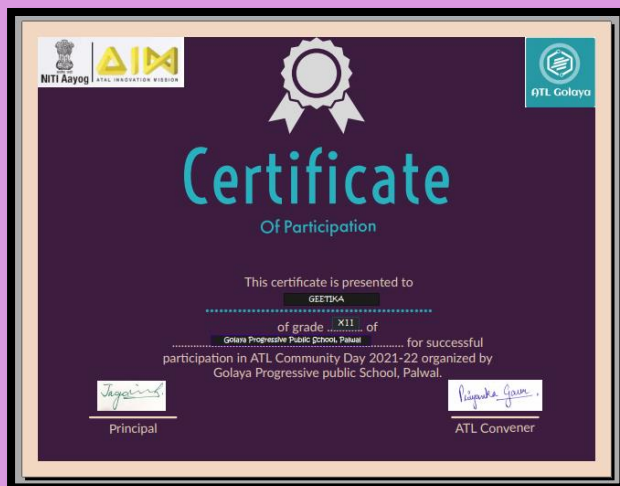 NITI Aayog
AIM
ATAL INNOVATION MISSION
ATL Golaya
Certificate
Of Participation
This certificate is presented to
GEETIKA
of grade XII of
Golaya Progressive Public School, Palwal for successful
participation in ATL Community Day 2021-22 organized by
Golaya Progressive public School, Palwal.
Priyanka Gaur.
Principal
ATL Convener